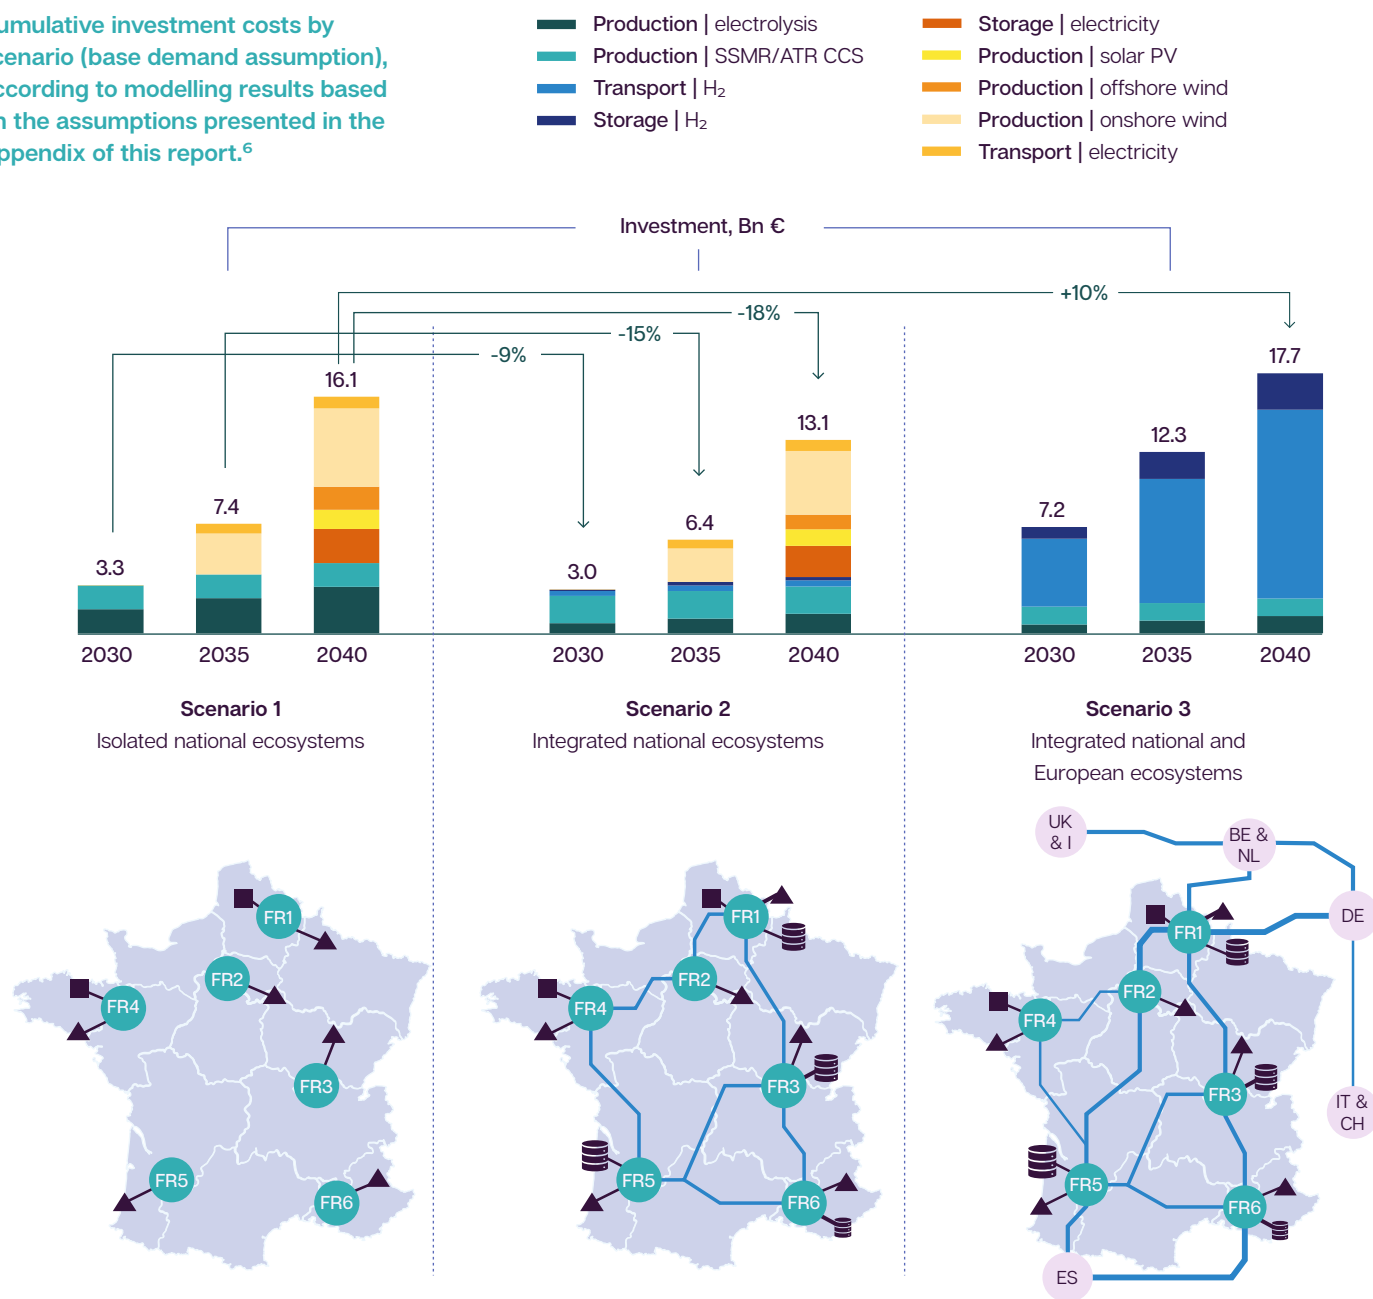 umulative investment costs by
cenario (base demand assumption),
ccording to modelling results based
n the assumptions presented in the
ppendix of this report.⁶
Production | electrolysis
Production | SSMR/ATR CCS
Transport | H₂
Storage | H₂
Storage | electricity
Production | solar PV
Production | offshore wind
Production | onshore wind
Transport | electricity
Investment, Bn €
+10%
-18%
-15%
-9%
3.3
7.4
16.1
3.0
6.4
13.1
7.2
12.3
17.7
2030
2035
2040
2030
2035
2040
2030
2035
2040
Scenario 1
Isolated national ecosystems
Scenario 2
Integrated national ecosystems
Scenario 3
Integrated national and
European ecosystems
FR1
FR2
FR4
FR3
FR5
FR6
FR1
FR2
FR4
FR3
FR5
FR6
UK
& I
BE &
NL
DE
FR1
FR2
FR4
FR3
IT &
CH
FR5
FR6
ES